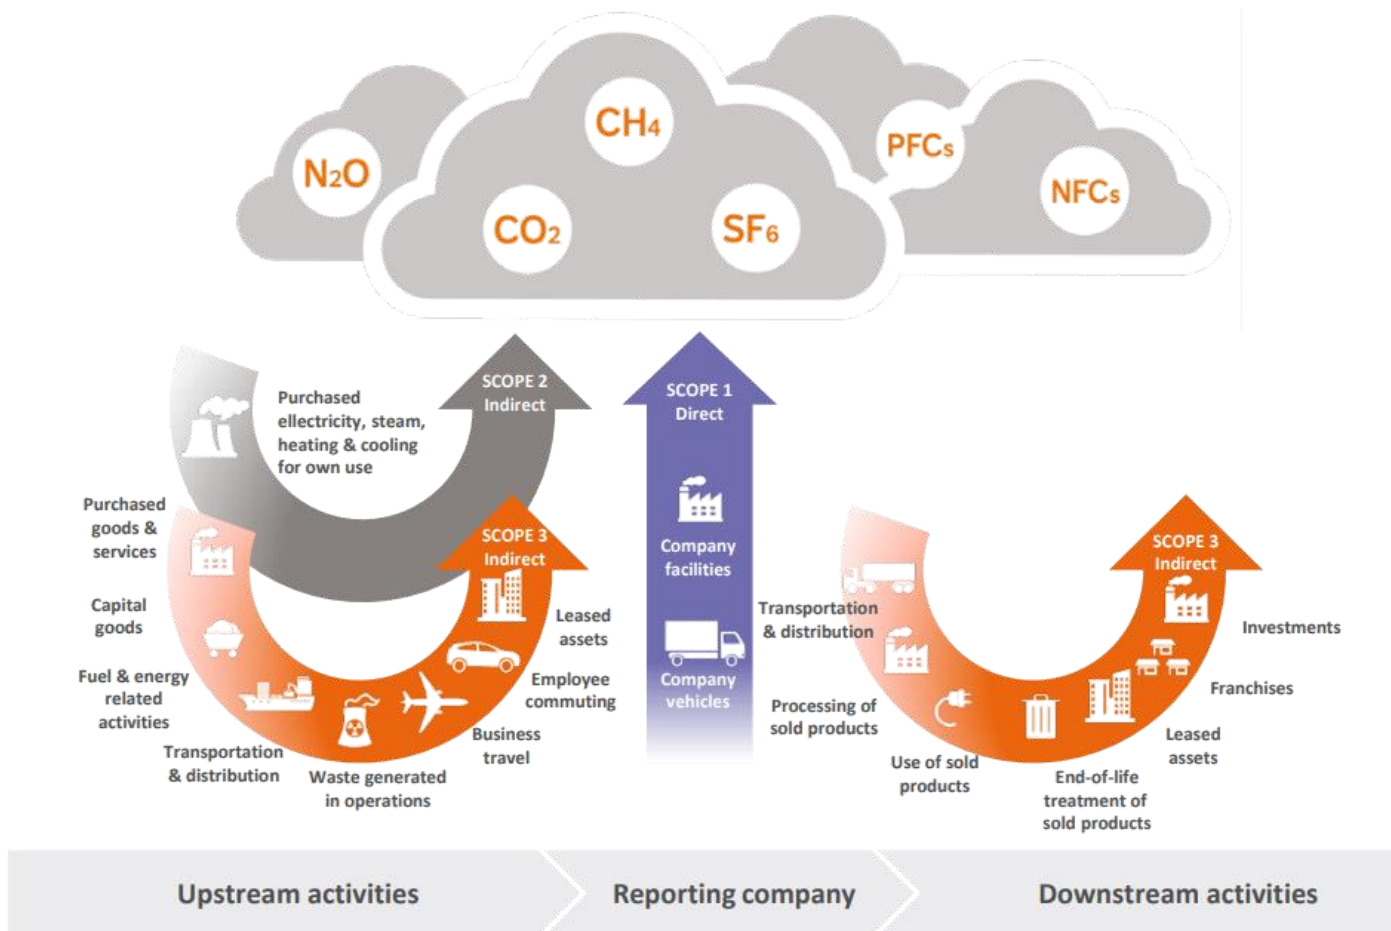 N2O
CH4
CO2
SF6
PFCs
NFCs
SCOPE 2
Indirect
Purchased
ellectricity, steam,
heating & cooling
for own use
SCOPE 1
Direct
Company
facilities
Company
vehicles
SCOPE 3
Indirect
Purchased
goods &
services
Capital
goods
Fuel & energy
related
activities
Transportation
& distribution
Waste generated
in operations
Business
travel
Employee
commuting
Leased
assets
SCOPE 3
Indirect
Transportation
& distribution
Processing of
sold products
Use of sold
products
End-of-life
treatment of
sold products
Leased
assets
Franchises
Investments
Upstream activities
Reporting company
Downstream activities